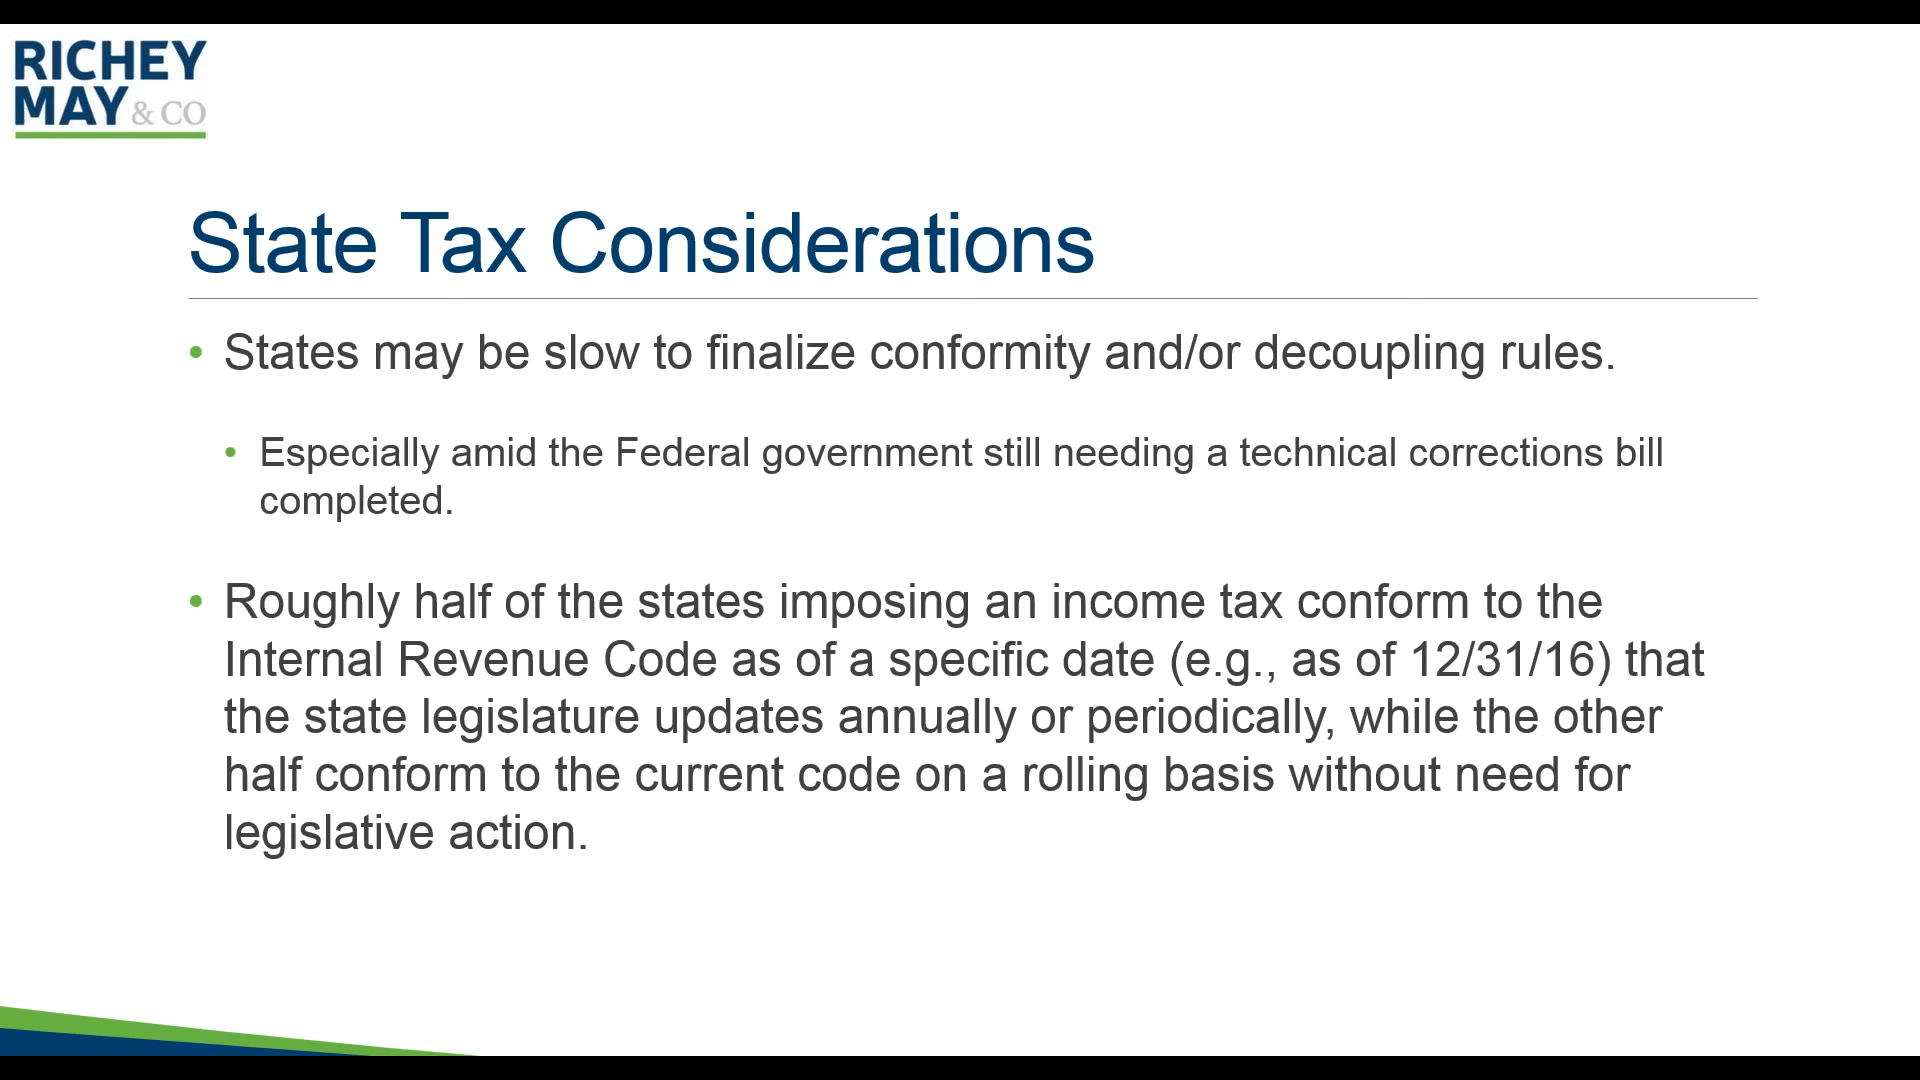 RICHEY
MAY & CO
State Tax Considerations
• States may be slow to finalize conformity and/or decoupling rules.
• Especially amid the Federal government still needing a technical corrections bill
completed.
• Roughly half of the states imposing an income tax conform to the
Internal Revenue Code as of a specific date (e.g., as of 12/31/16) that
the state legislature updates annually or periodically, while the other
half conform to the current code on a rolling basis without need for
legislative action.